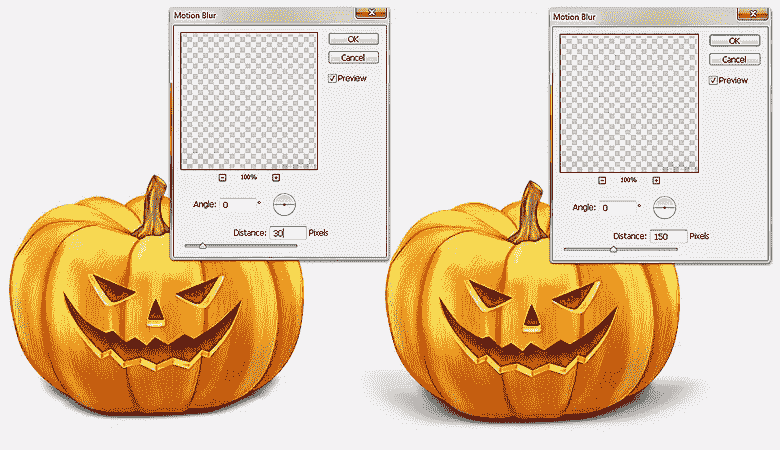 Motion Blur
OK
Cancel
Preview
100%
Angle: 0 °
Distance: 30 Pixels
Motion Blur
OK
Cancel
Preview
100%
Angle: 0 °
Distance: 150 Pixels